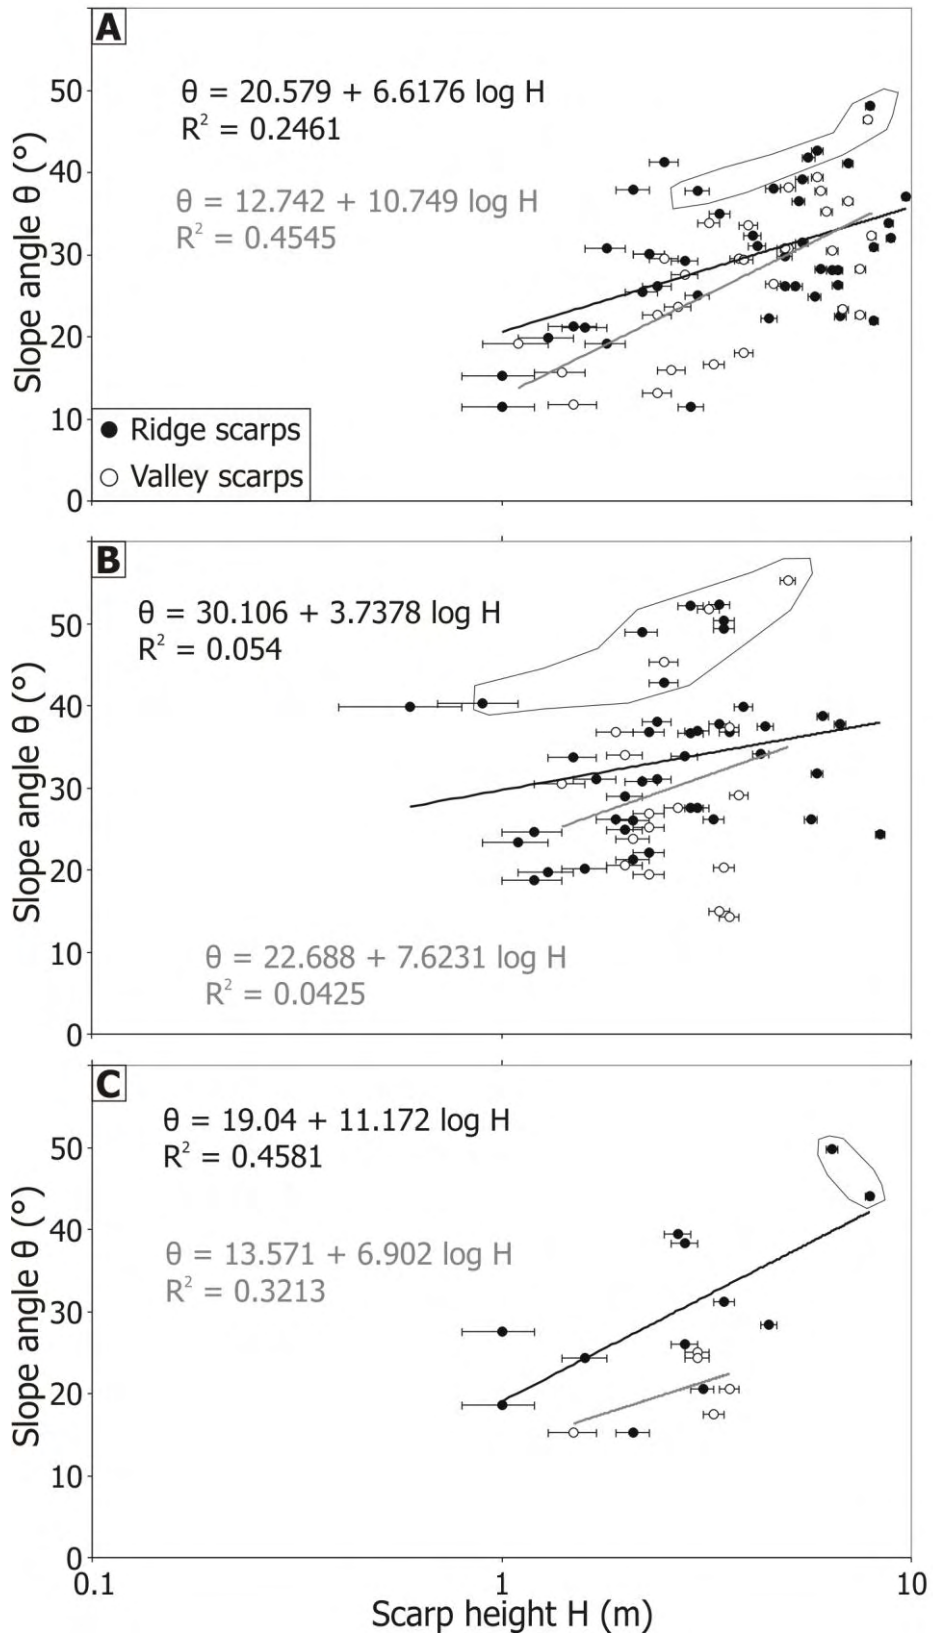 A
θ = 20.579 + 6.6176 log H
R² = 0.2461
θ = 12.742 + 10.749 log H
R² = 0.4545
Slope angle θ (°)
50
40
30
20
10
0
Ridge scarps
Valley scarps
B
θ = 30.106 + 3.7378 log H
R² = 0.054
θ = 22.688 + 7.6231 log H
R² = 0.0425
Slope angle θ (°)
50
40
30
20
10
0
C
θ = 19.04 + 11.172 log H
R² = 0.4581
θ = 13.571 + 6.902 log H
R² = 0.3213
Slope angle θ (°)
50
40
30
20
10
0
0.1 1 10
Scarp height H (m)